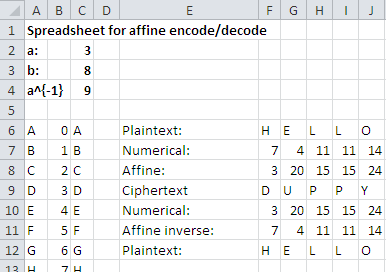 A B C D E F G H I J
1 Spreadsheet for affine encode/decode
2 a: 3
3 b: 8
4 a^{-1} 9
5
6 A 0 A Plaintext: H E L L O
7 B 1 B Numerical: 7 4 11 11 14
8 C 2 C Affine: 3 20 15 15 24
9 D 3 D Ciphertext D U P P Y
10 E 4 E Numerical: 3 20 15 15 24
11 F 5 F Affine inverse: 7 4 11 11 14
12 G 6 G Plaintext: H E L L O
13 H 7 H